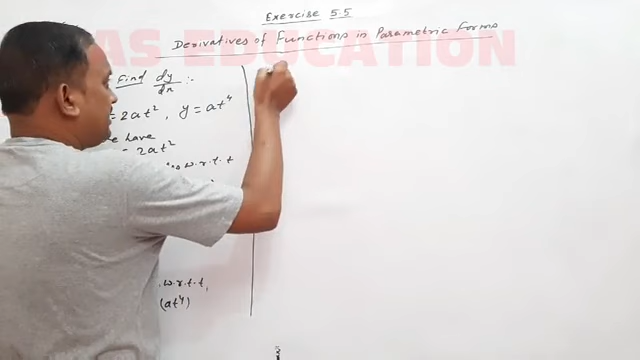 Exercise 5.5
Derivatives of Functions in Parametric Forms
AS EDUCATION
Find dy/dx :-
= 2at², y = at⁴
have
= 2at²
w.r.t. t
w.r.t. t,
(at⁴)